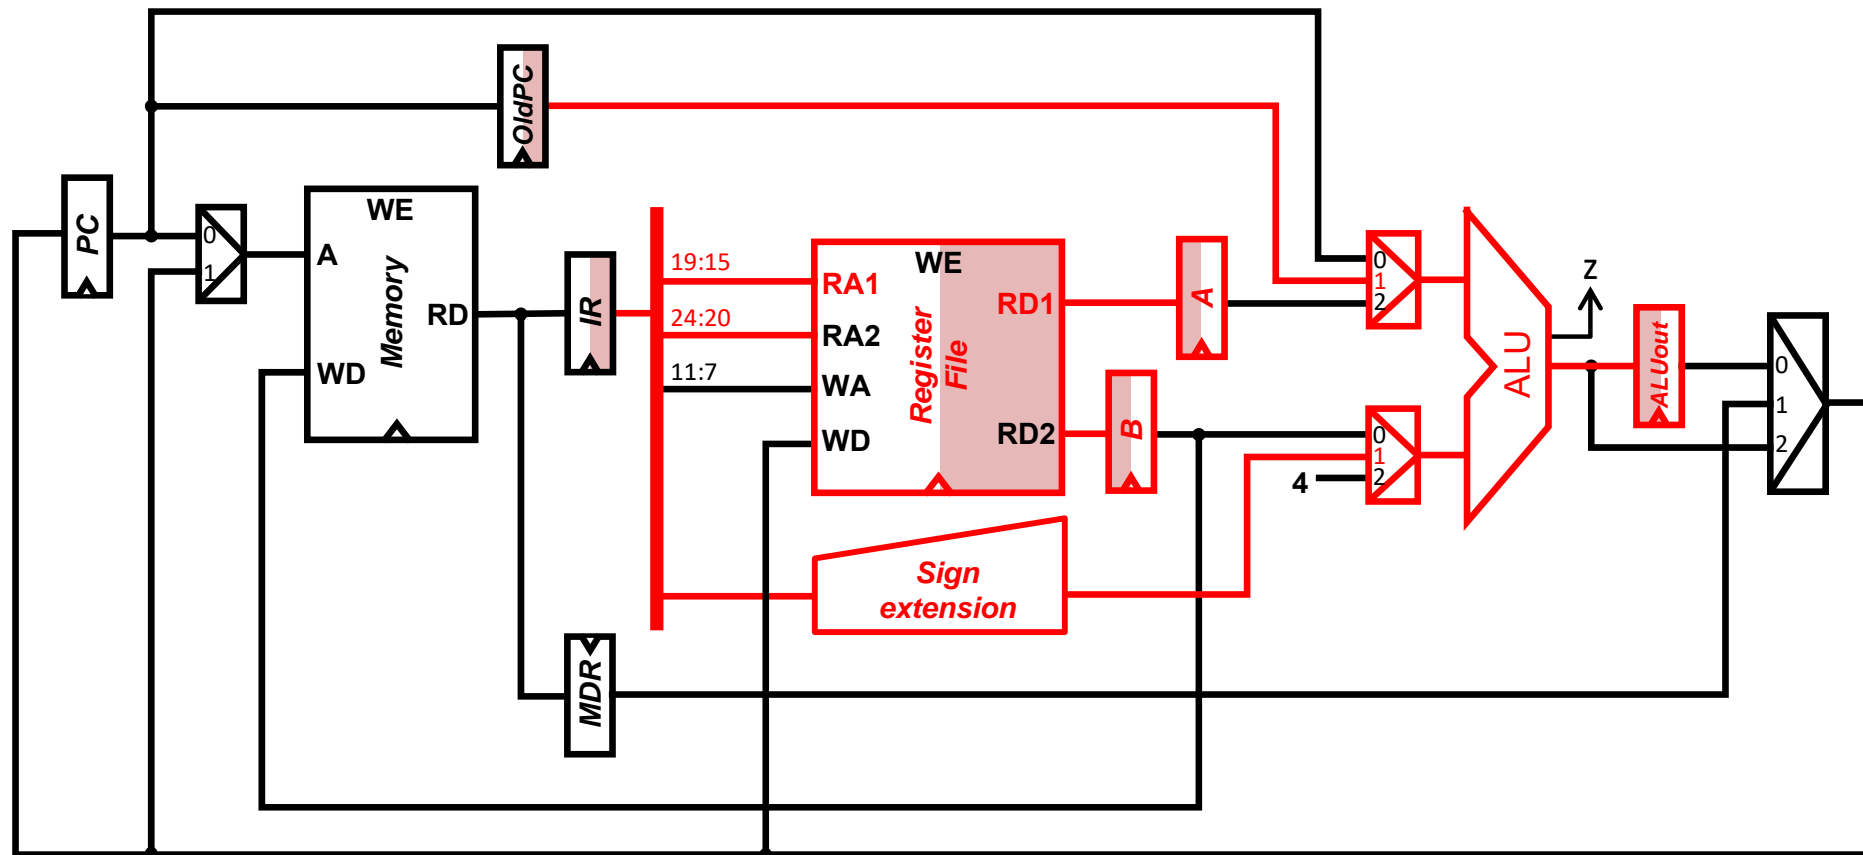 OldPC
PC
0
1
WE
A
Memory
RD
WD
IR
MDR
19:15
24:20
11:7
WE
RA1
RA2
WA
WD
Register
File
RD1
RD2
A
B
Sign
extension
0
1
2
4
0
1
2
ALU
Z
ALUout
0
1
2